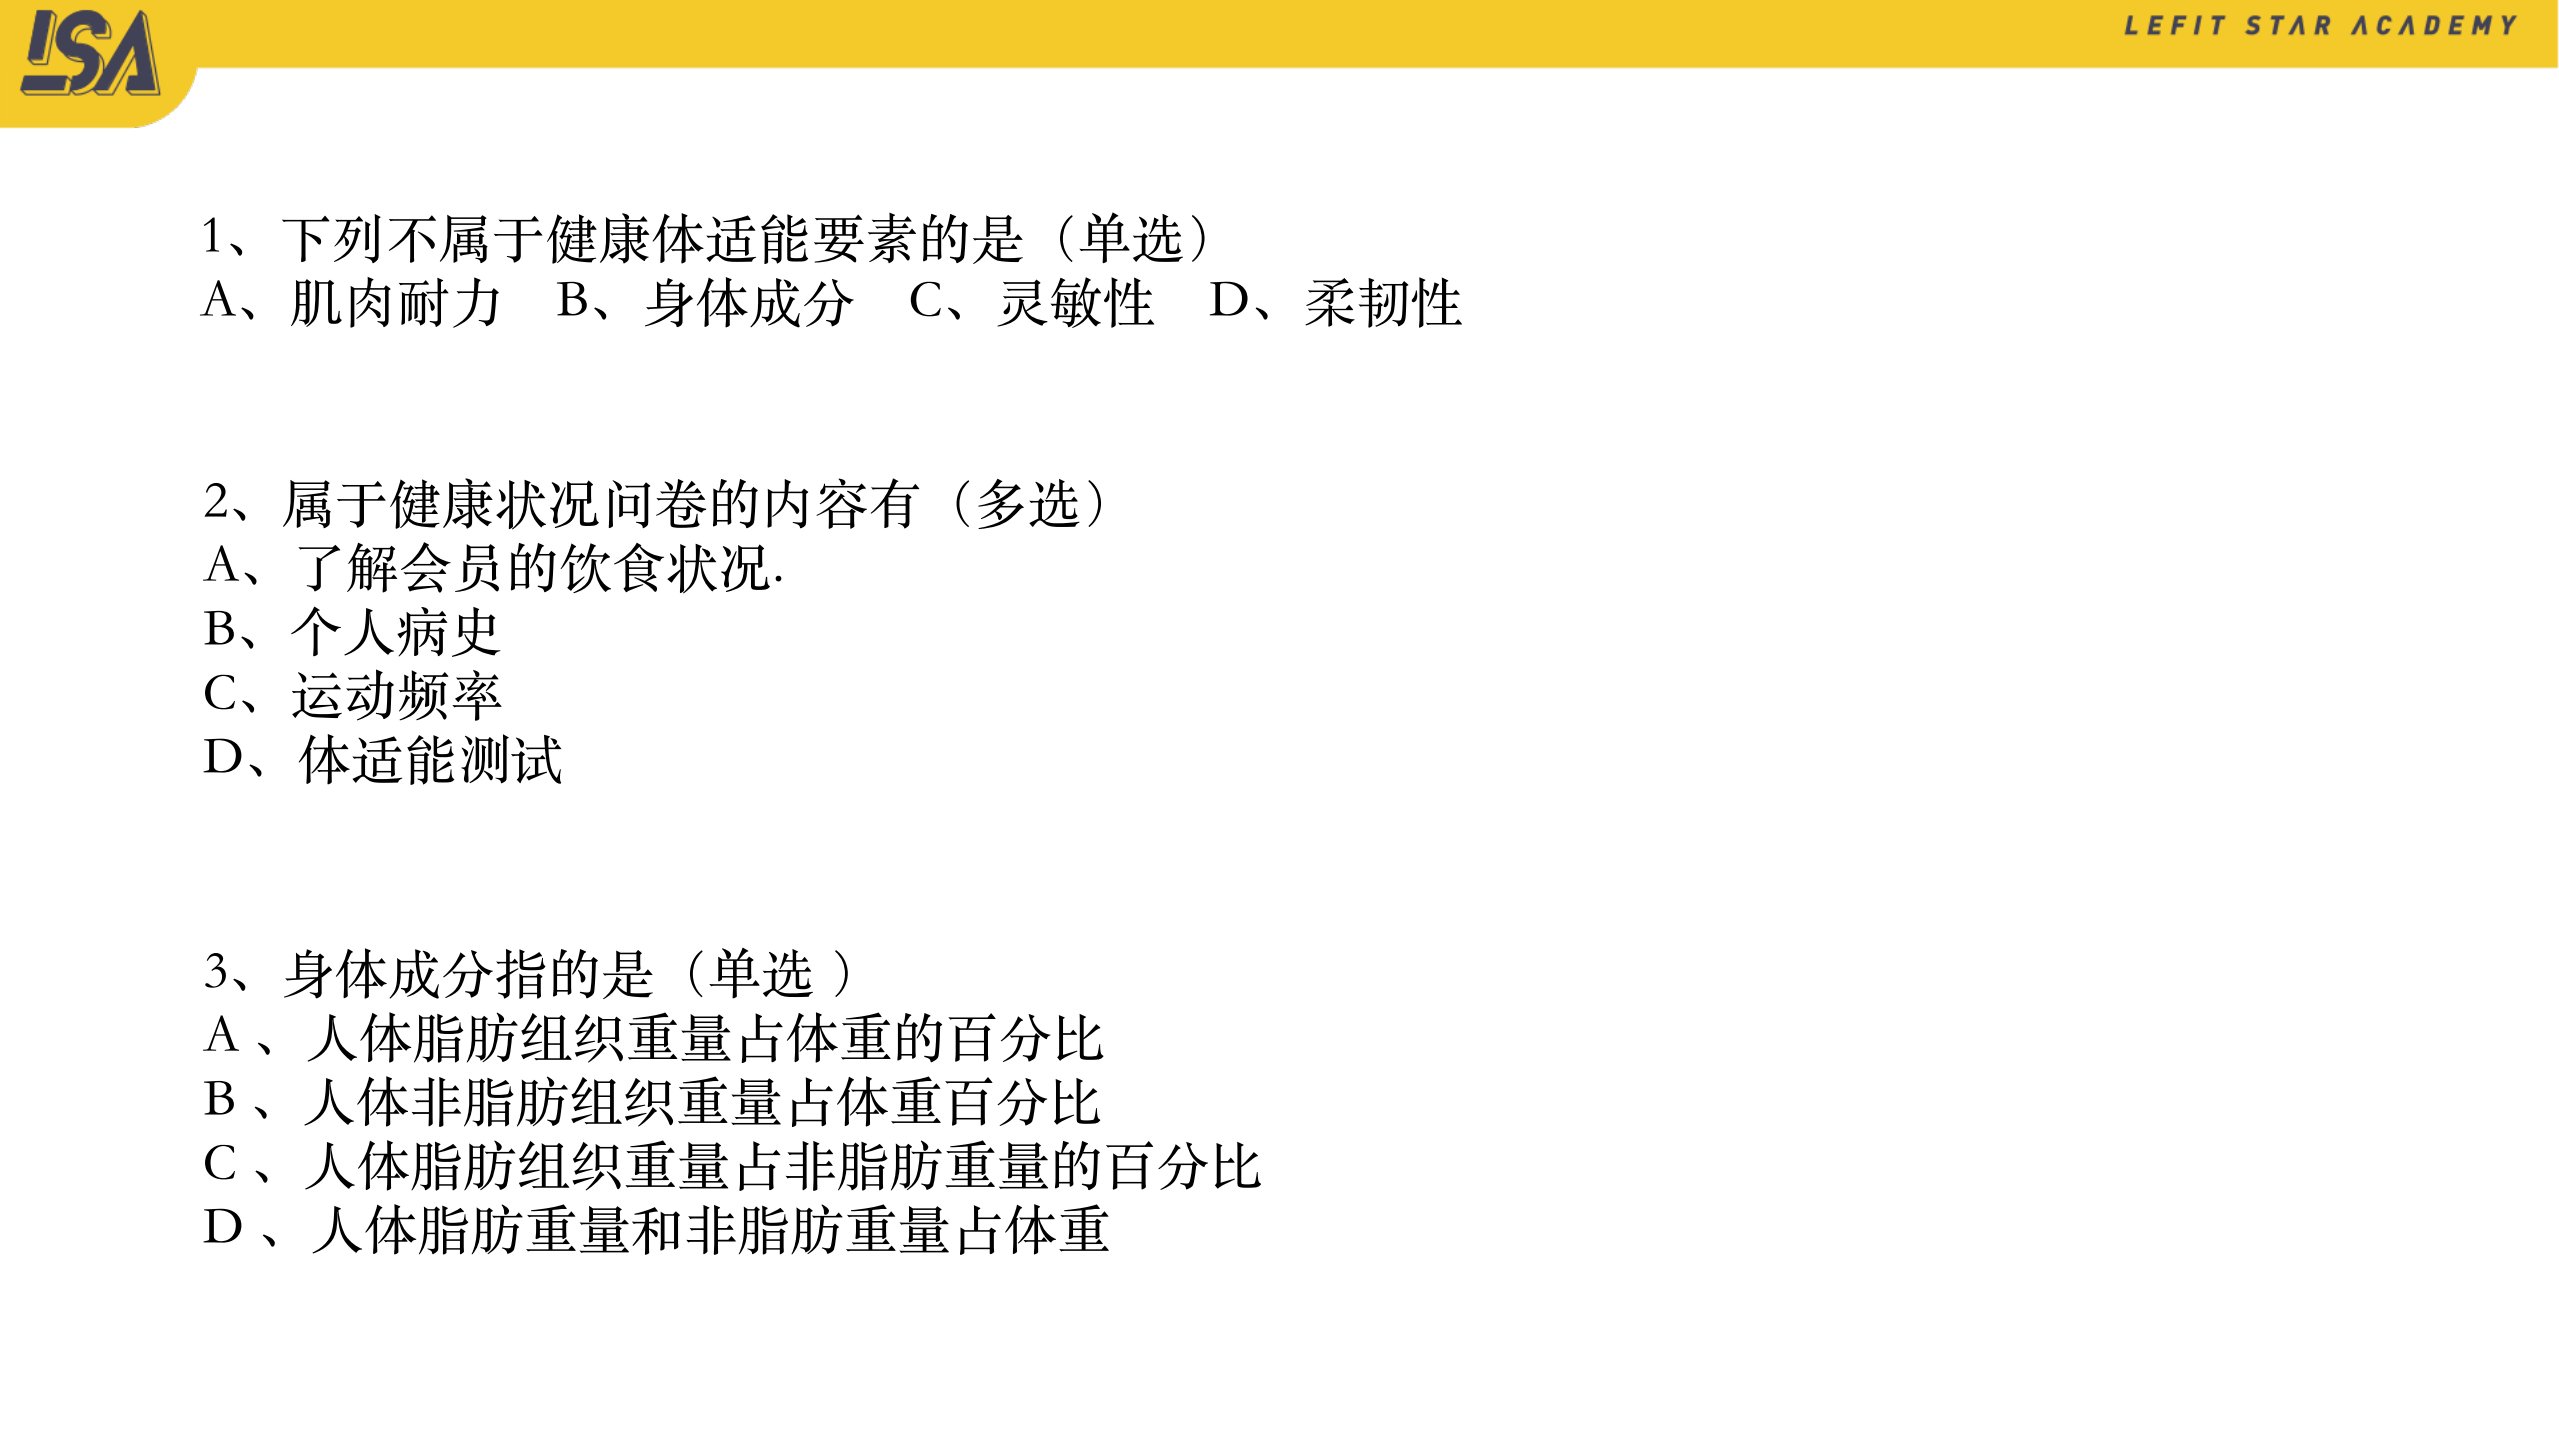 LSA
LEFIT STAR ACADEMY
1、下列不属于健康体适能要素的是（单选）
A、肌肉耐力 B、身体成分 C、灵敏性 D、柔韧性
2、属于健康状况问卷的内容有（多选）
A、了解会员的饮食状况.
B、个人病史
C、运动频率
D、体适能测试
3、身体成分指的是（单选 ）
A 、人体脂肪组织重量占体重的百分比
B 、人体非脂肪组织重量占体重百分比
C 、人体脂肪组织重量占非脂肪重量的百分比
D 、人体脂肪重量和非脂肪重量占体重